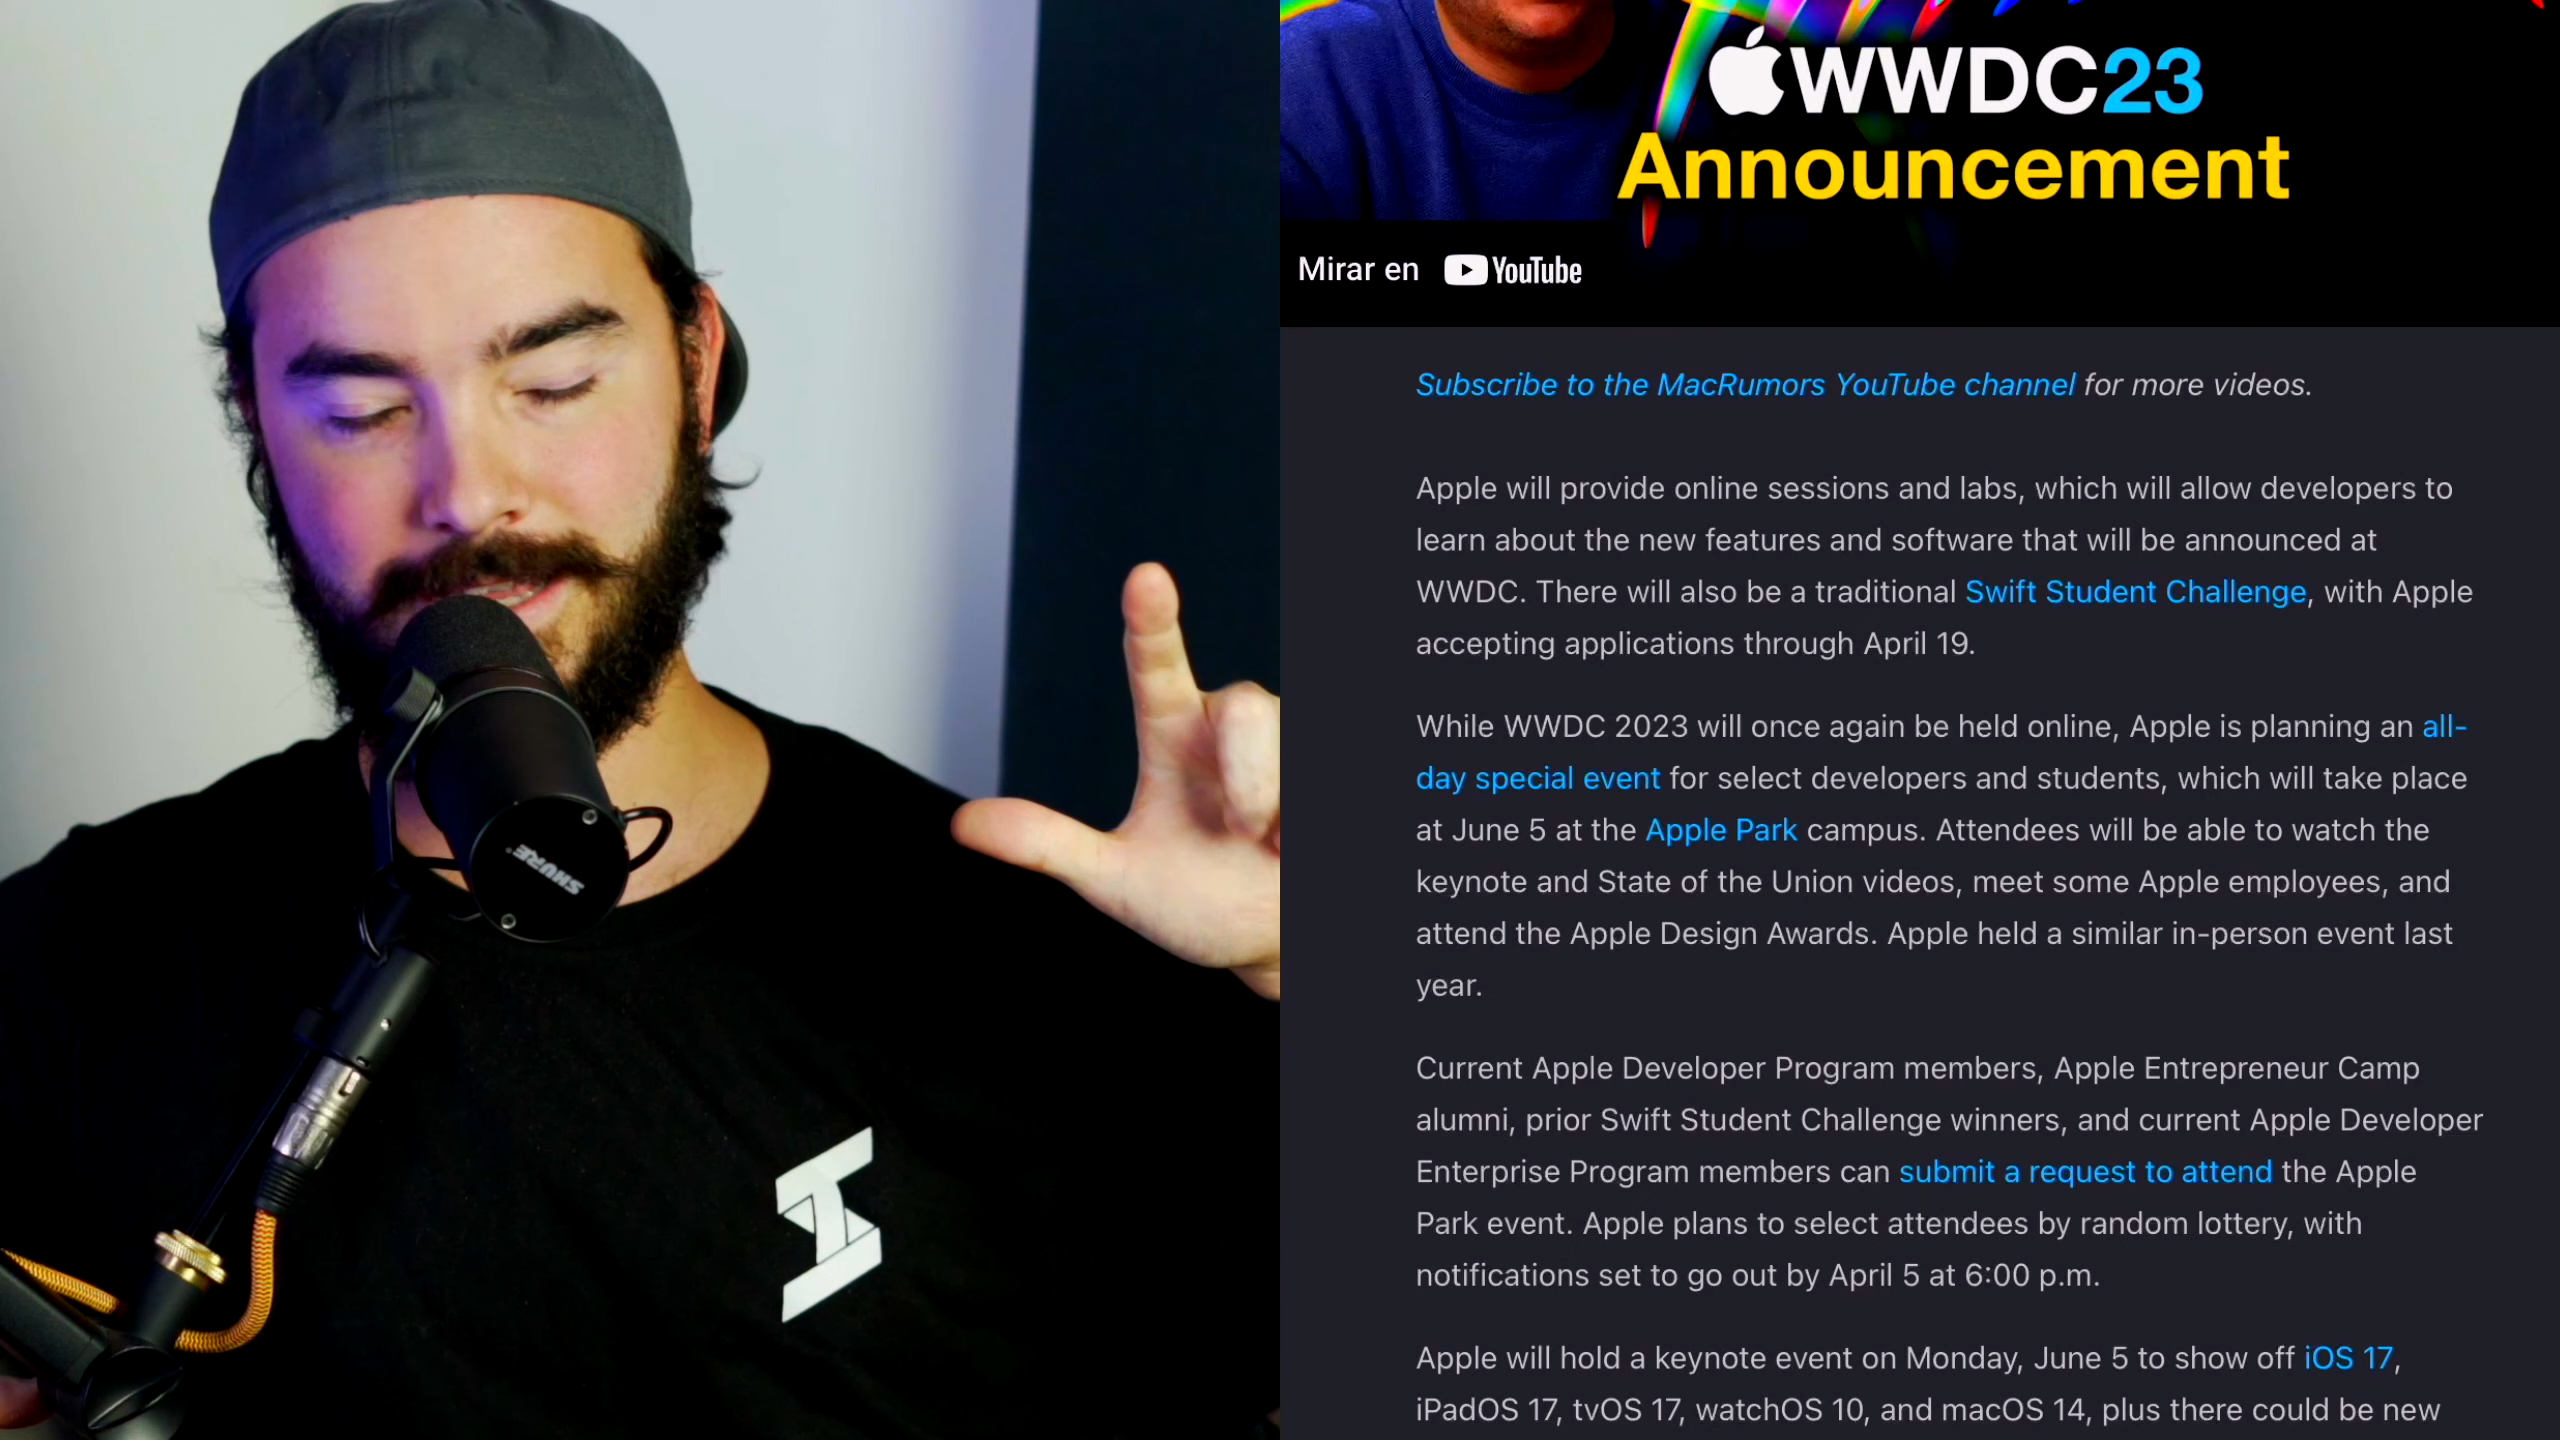 SHURE
WWDC23
Announcement
Mirar en YouTube
Subscribe to the MacRumors YouTube channel for more videos.
Apple will provide online sessions and labs, which will allow developers to
learn about the new features and software that will be announced at
WWDC. There will also be a traditional Swift Student Challenge, with Apple
accepting applications through April 19.
While WWDC 2023 will once again be held online, Apple is planning an all-
day special event for select developers and students, which will take place
at June 5 at the Apple Park campus. Attendees will be able to watch the
keynote and State of the Union videos, meet some Apple employees, and
attend the Apple Design Awards. Apple held a similar in-person event last
year.
Current Apple Developer Program members, Apple Entrepreneur Camp
alumni, prior Swift Student Challenge winners, and current Apple Developer
Enterprise Program members can submit a request to attend the Apple
Park event. Apple plans to select attendees by random lottery, with
notifications set to go out by April 5 at 6:00 p.m.
Apple will hold a keynote event on Monday, June 5 to show off iOS 17,
iPadOS 17, tvOS 17, watchOS 10, and macOS 14, plus there could be new